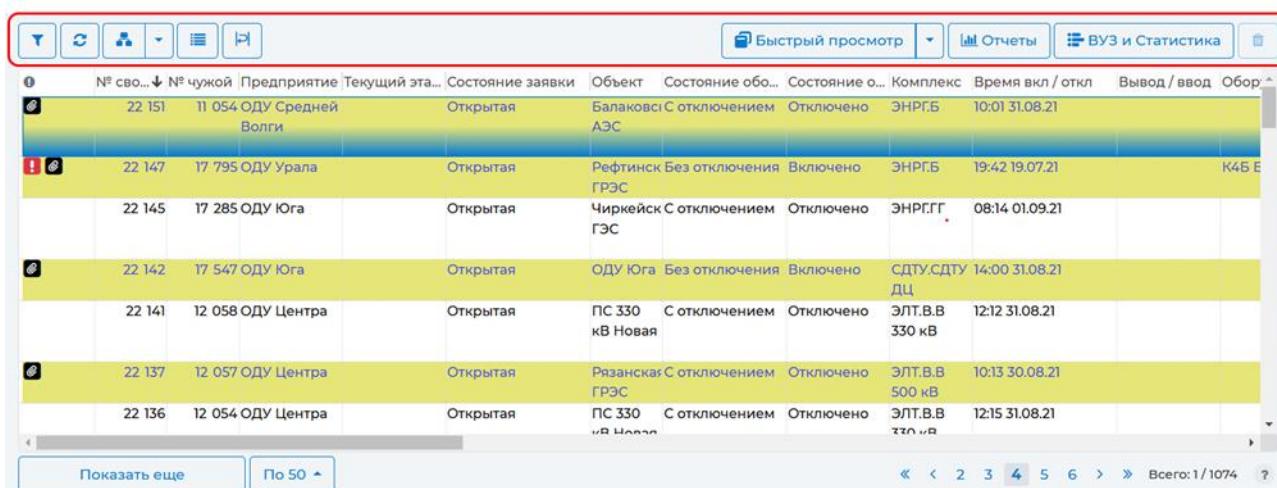 Быстрый просмотр Отчеты ВУЗ и Статистика
№ сво... № чужой Предприятие Текущий эта... Состояние заявки Объект Состояние обо... Состояние о... Комплекс Время вкл / откл Вывод / ввод Обор
22 151 11 054 ОДУ Средней Открытая Балаковс С отключением Отключено ЭНРГ.Б 10:01 31.08.21
Волги АЭС
22 147 17 795 ОДУ Урала Открытая Рефтинск Без отключения Включено ЭНРГ.Б 19:42 19.07.21 К4Б Е
ГРЭС
22 145 17 285 ОДУ Юга Открытая Чиркейск С отключением Отключено ЭНРГ.ГГ 08:14 01.09.21
ГЭС
22 142 17 547 ОДУ Юга Открытая ОДУ Юга Без отключения Включено СДТУ.СДТУ 14:00 31.08.21
ДЦ
22 141 12 058 ОДУ Центра Открытая ПС 330 С отключением Отключено ЭЛТ.В.В 12:12 31.08.21
кВ Новая 330 кВ
22 137 12 057 ОДУ Центра Открытая Рязанская С отключением Отключено ЭЛТ.В.В 10:13 30.08.21
ГРЭС 500 кВ
22 136 12 054 ОДУ Центра Открытая ПС 330 С отключением Отключено ЭЛТ.В.В 12:15 31.08.21
кВ Новая 330 кВ
Показать еще По 50 « < 2 3 4 5 6 > » Всего: 1 / 1074 ?